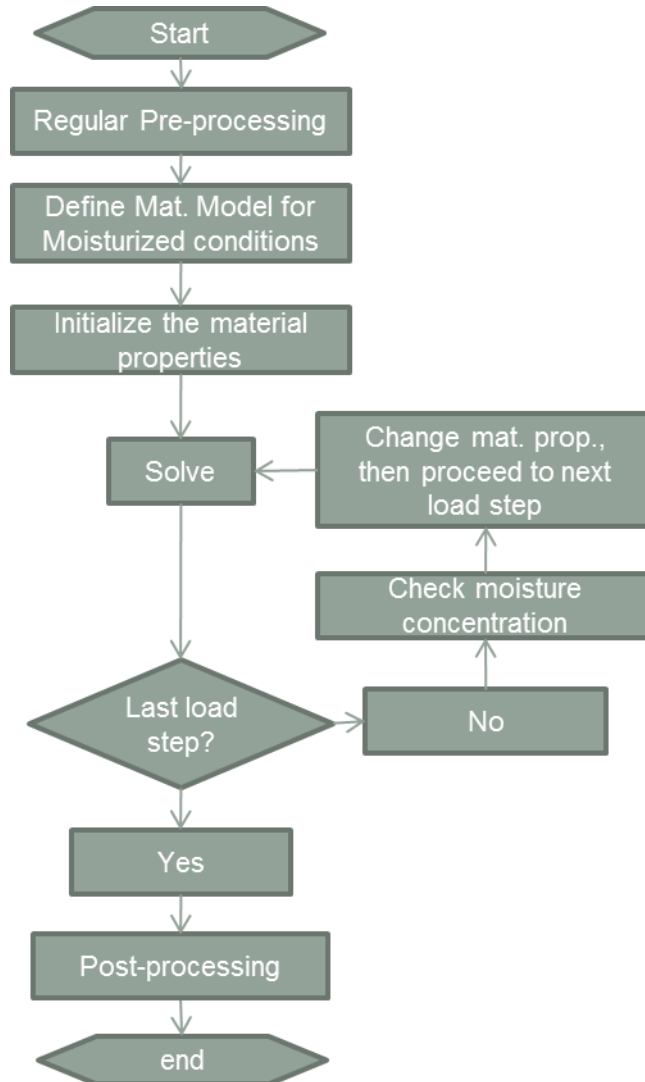 Start
Regular Pre-processing
Define Mat. Model for
Moisturized conditions
Initialize the material
properties
Solve
Change mat. prop.,
then proceed to next
load step
Check moisture
concentration
Last load
step?
No
Yes
Post-processing
end